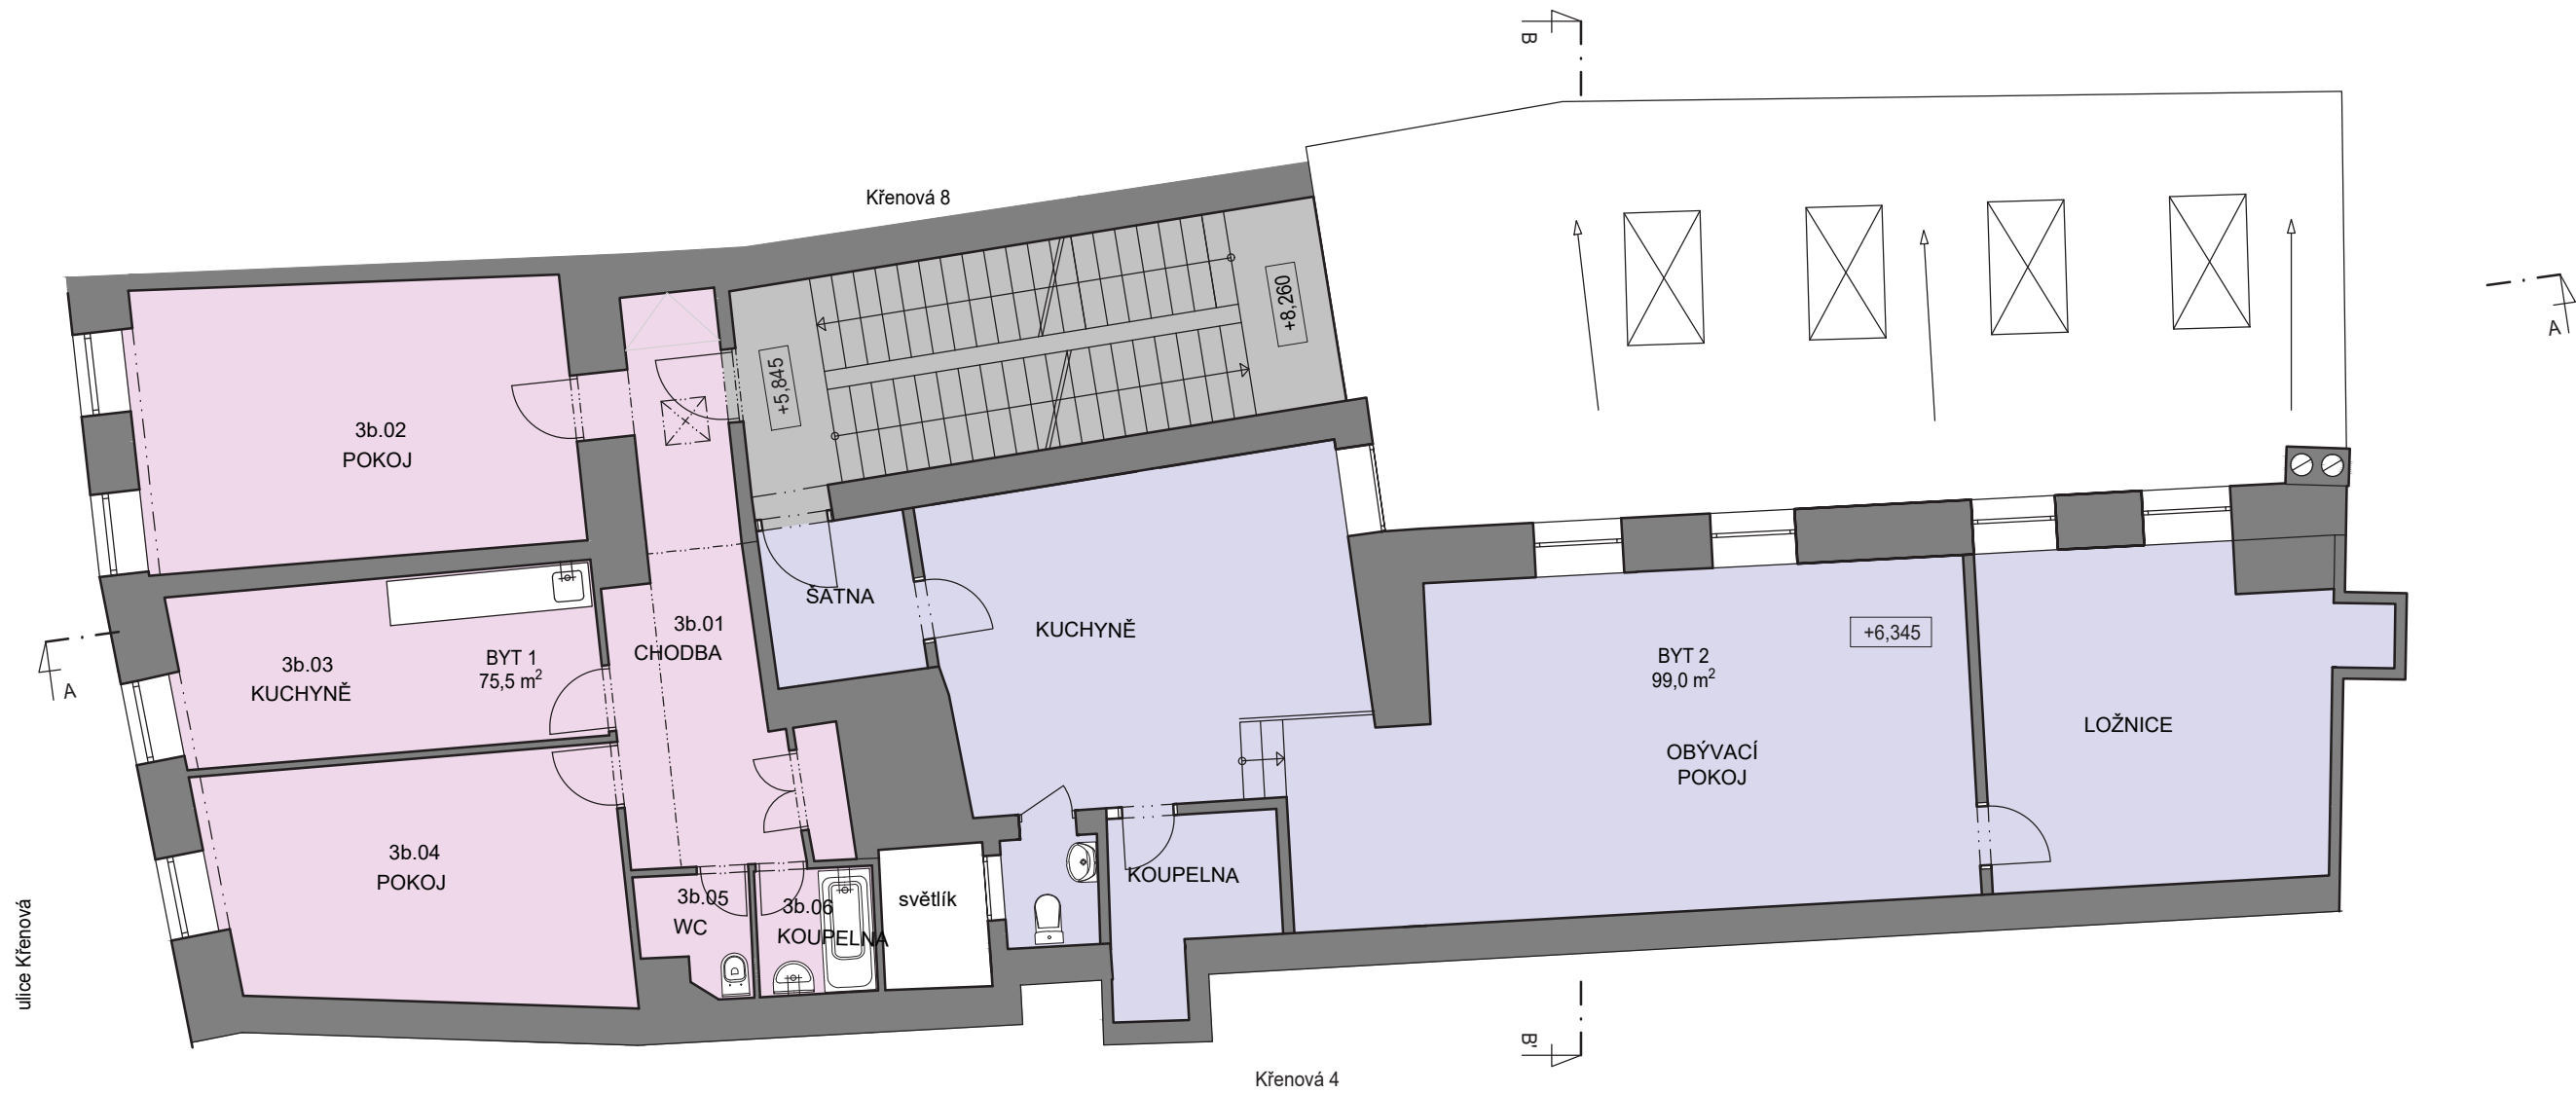 B
Křenová 8
+8,260
+5,845
A
3b.02
POKOJ
ŠATNA
KUCHYNĚ
3b.01
CHODBA
+6,345
BYT 1
75,5 m²
3b.03
KUCHYNĚ
A
BYT 2
99,0 m²
LOŽNICE
OBÝVACÍ
POKOJ
3b.04
POKOJ
KOUPELNA
3b.05
WC
3b.06
KOUPELNA
světlík
ulice Křenová
B'
Křenová 4